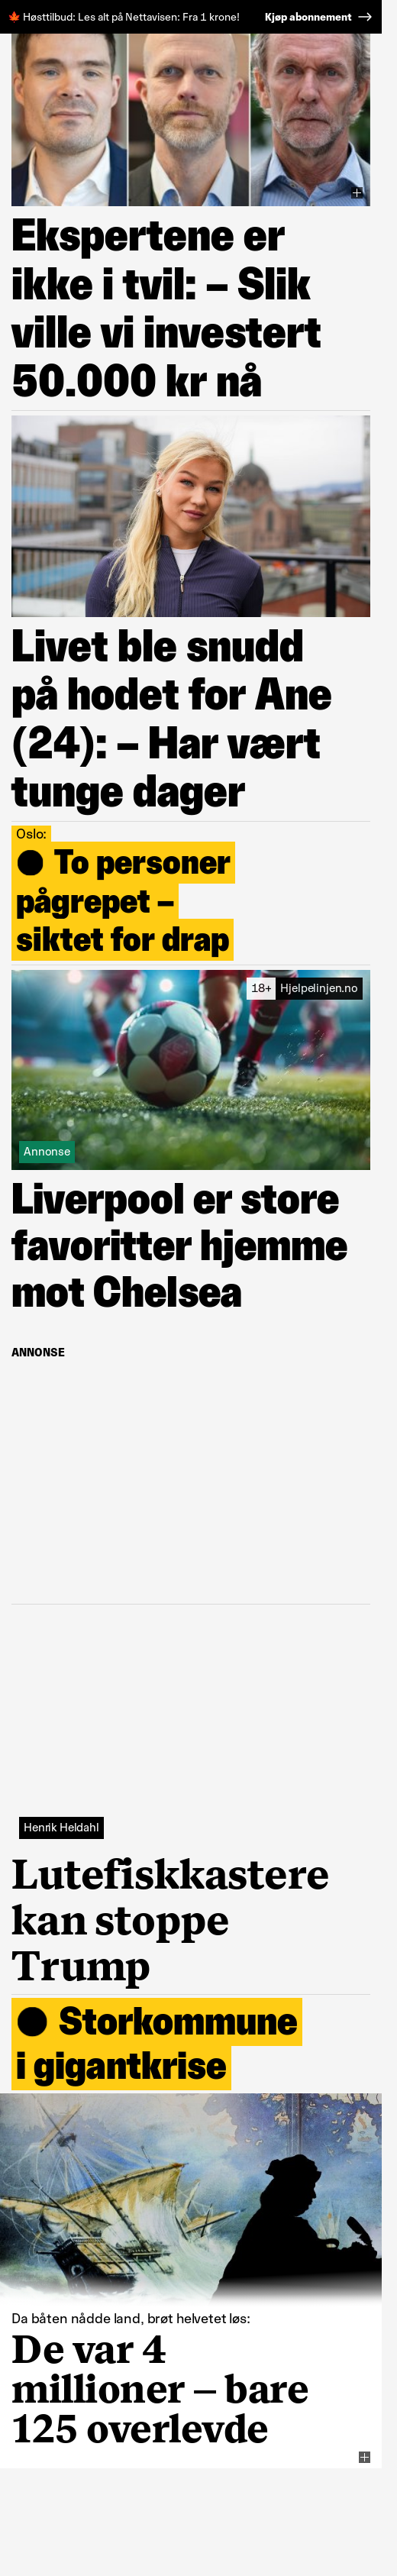 🍁 Høsttilbud: Les alt på Nettavisen: Fra 1 krone! Kjøp abonnement →
Ekspertene er
ikke i tvil: – Slik
ville vi investert
50.000 kr nå
Livet ble snudd
på hodet for Ane
(24): – Har vært
tunge dager
Oslo:
● To personer
pågrepet –
siktet for drap
18+ Hjelpelinjen.no
Annonse
Liverpool er store
favoritter hjemme
mot Chelsea
ANNONSE
Henrik Heldahl
Lutefiskkastere
kan stoppe
Trump
● Storkommune
i gigantkrise
Da båten nådde land, brøt helvetet løs:
De var 4
millioner – bare
125 overlevde